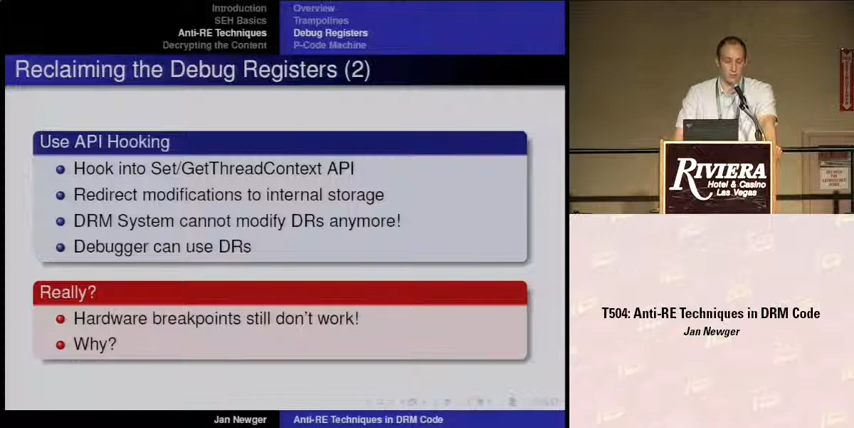 Introduction
SEH Basics
Anti-RE Techniques
Decrypting the Content
Overview
Trampolines
Debug Registers
P-Code Machine
Reclaiming the Debug Registers (2)
Use API Hooking
Hook into Set/GetThreadContext API
Redirect modifications to internal storage
DRM System cannot modify DRs anymore!
Debugger can use DRs
Really?
Hardware breakpoints still don't work!
Why?
Jan Newger
Anti-RE Techniques in DRM Code
RIVIERA
Hotel & Casino
Las Vegas
T504: Anti-RE Techniques in DRM Code
Jan Newger